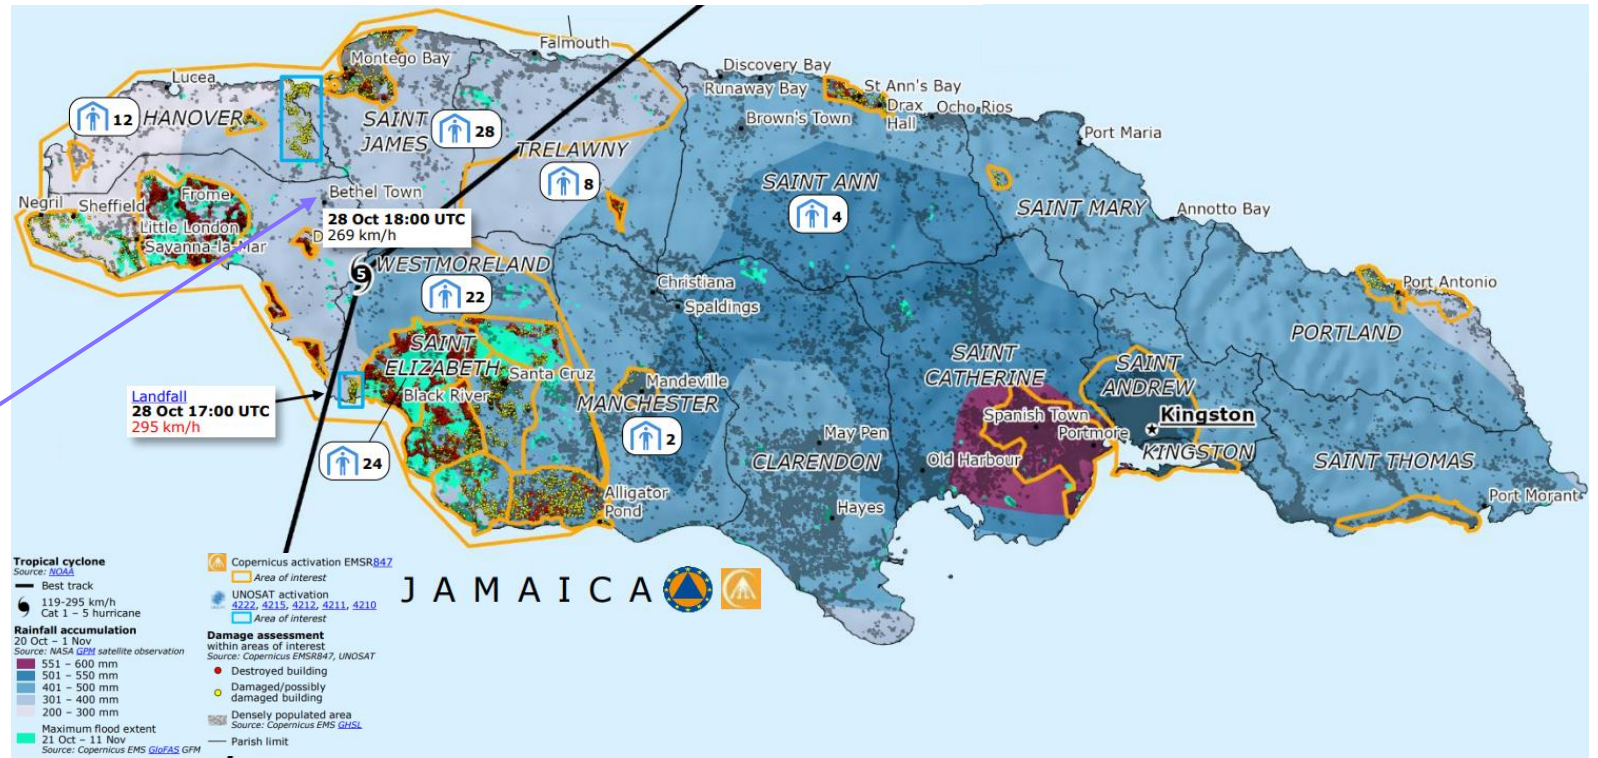 Falmouth
Montego Bay
Discovery Bay
Lucea
Runaway Bay
St Ann's Bay
Drax
Hall
Ocho Rios
12
HANOVER
SAINT
JAMES
28
Brown's Town
Port Maria
TRELAWNY
8
SAINT ANN
4
Bethel Town
Frome
Negril
Sheffield
SAINT MARY
Annotto Bay
28 Oct 18:00 UTC
269 km/h
Little London
Savanna-la-Mar
5
WESTMORELAND
22
Christiana
Spaldings
Port Antonio
PORTLAND
SAINT
ELIZABETH
Santa Cruz
Black River
SAINT
CATHERINE
SAINT
ANDREW
Mandeville
MANCHESTER
2
Landfall
28 Oct 17:00 UTC
295 km/h
Spanish Town
Portmore
Kingston
KINGSTON
May Pen
CLARENDON
Old Harbour
SAINT THOMAS
24
Alligator
Pond
Hayes
Port Morant
JAMAICA
Tropical cyclone
Source: NOAA
Best track
119-295 km/h
Cat 1 – 5 hurricane
Rainfall accumulation
20 Oct – 1 Nov
Source: NASA GPM satellite observation
551 – 600 mm
501 – 550 mm
401 – 500 mm
301 – 400 mm
200 – 300 mm
Maximum flood extent
21 Oct – 11 Nov
Source: Copernicus EMS GloFAS GFM
Copernicus activation EMSR847
Area of interest
UNOSAT activation
4222, 4215, 4212, 4211, 4210
Area of interest
Damage assessment
within areas of interest
Source: Copernicus EMSR847, UNOSAT
Destroyed building
Damaged/possibly
damaged building
Densely populated area
Source: Copernicus EMS GHSL
Parish limit